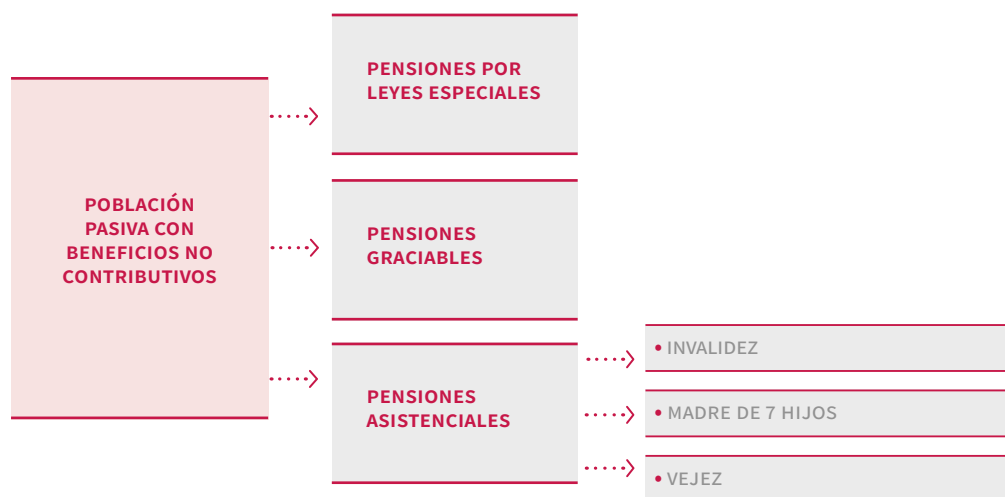 POBLACIÓN
PASIVA CON
BENEFICIOS NO
CONTRIBUTIVOS
PENSIONES POR
LEYES ESPECIALES
PENSIONES
GRACIABLES
PENSIONES
ASISTENCIALES
• INVALIDEZ
• MADRE DE 7 HIJOS
• VEJEZ